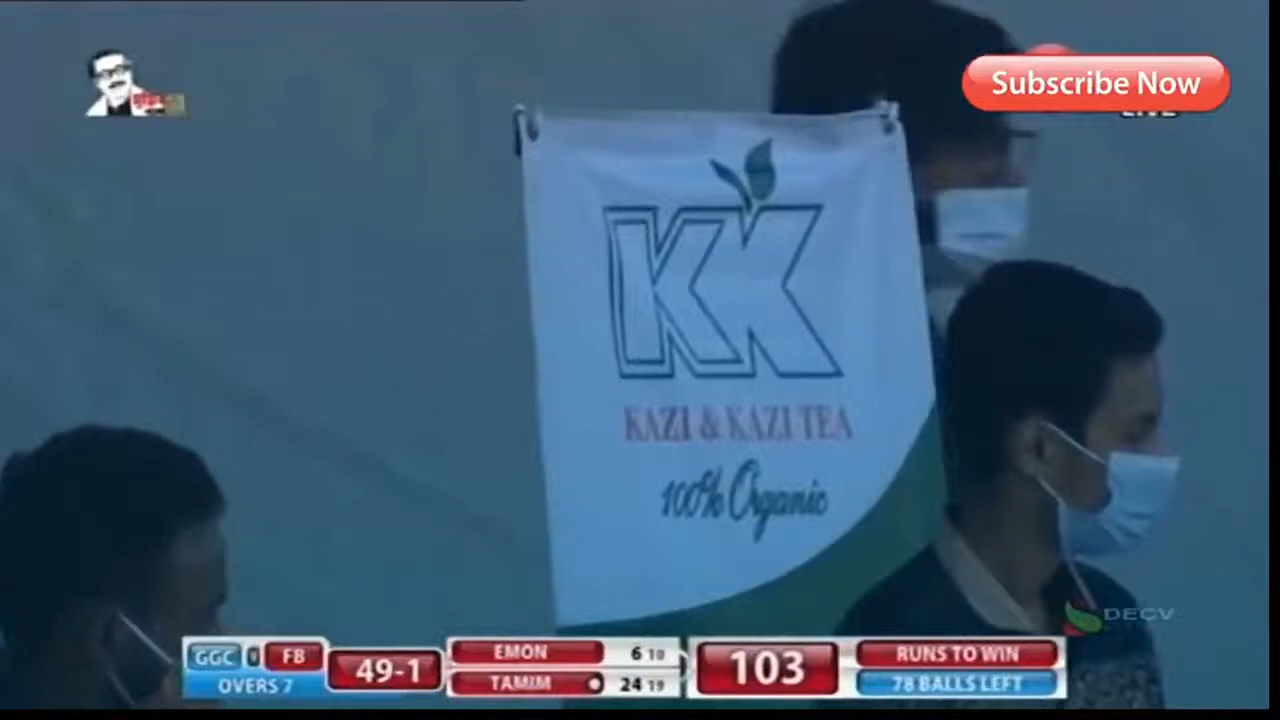 Subscribe Now
LIVE
KK
KAZI & KAZI TEA
100% Organic
DECV
GGC FB
OVERS 7
49-1
EMON 6 10
TAMIM 24 19
103
RUNS TO WIN
78 BALLS LEFT